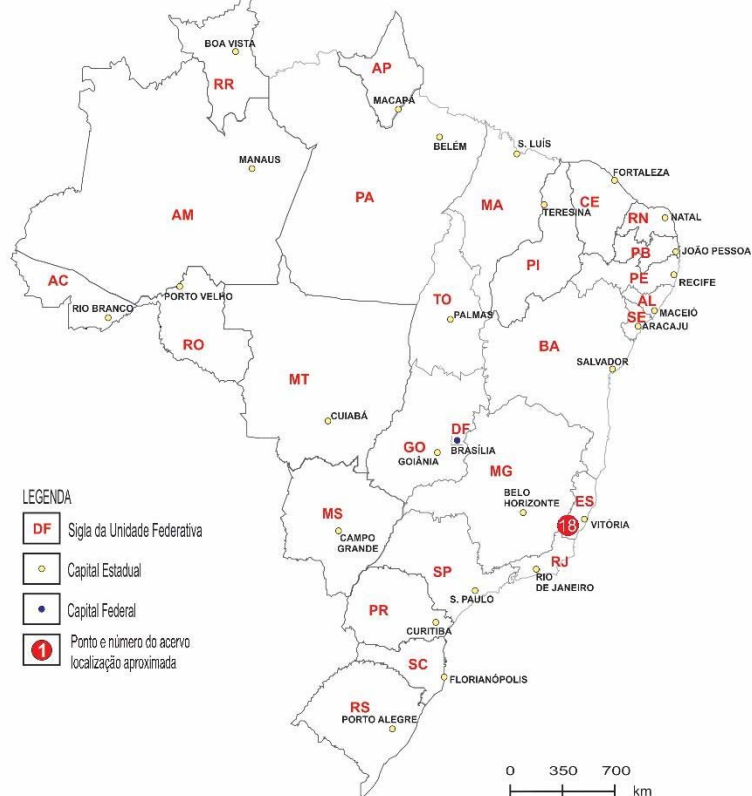 BOA VISTA
RR
AP
MACAPÁ
BELÉM
S. LUÍS
MANAUS
FORTALEZA
PA
MA
TERESINA
CE
AM
RN
NATAL
PB
JOÃO PESSOA
PI
PE
RECIFE
AC
PORTO VELHO
TO
AL
MACEIÓ
RIO BRANCO
PALMAS
SE
ARACAJU
RO
BA
SALVADOR
MT
CUIABÁ
DF
GO
BRASÍLIA
GOIÂNIA
MG
BELO
HORIZONTE
ES
18
VITÓRIA
MS
CAMPO
GRANDE
RJ
RIO
DE JANEIRO
SP
S. PAULO
PR
CURITIBA
SC
FLORIANÓPOLIS
RS
PORTO ALEGRE
LEGENDA
DF Sigla da Unidade Federativa
Capital Estadual
Capital Federal
1 Ponto e número do acervo
localização aproximada
0 350 700
km